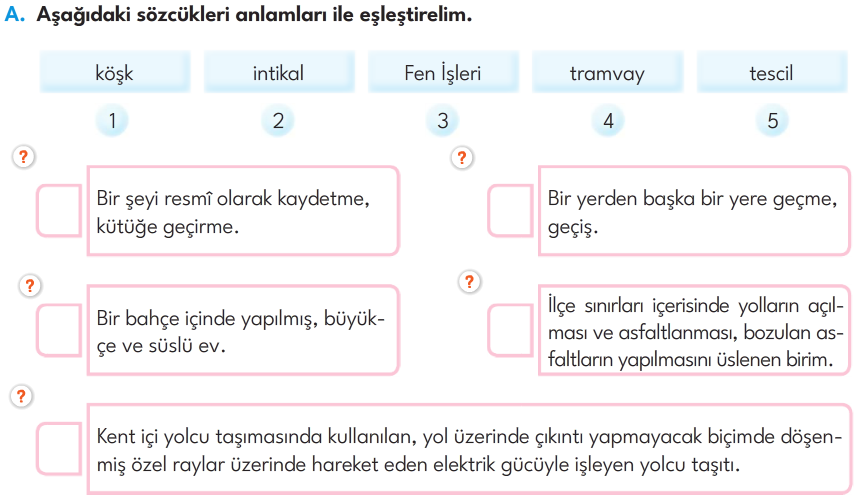 A. Aşağıdaki sözcükleri anlamları ile eşleştirelim.
köşk intikal Fen İşleri tramvay tescil
1 2 3 4 5
?
Bir şeyi resmî olarak kaydetme,
kütüğe geçirme.
?
Bir yerden başka bir yere geçme,
geçiş.
?
Bir bahçe içinde yapılmış, büyük-
çe ve süslü ev.
?
İlçe sınırları içerisinde yolların açıl-
ması ve asfaltlanması, bozulan as-
faltların yapılmasını üslenen birim.
?
Kent içi yolcu taşımasında kullanılan, yol üzerinde çıkıntı yapmayacak biçimde döşen-
miş özel raylar üzerinde hareket eden elektrik gücüyle işleyen yolcu taşıtı.